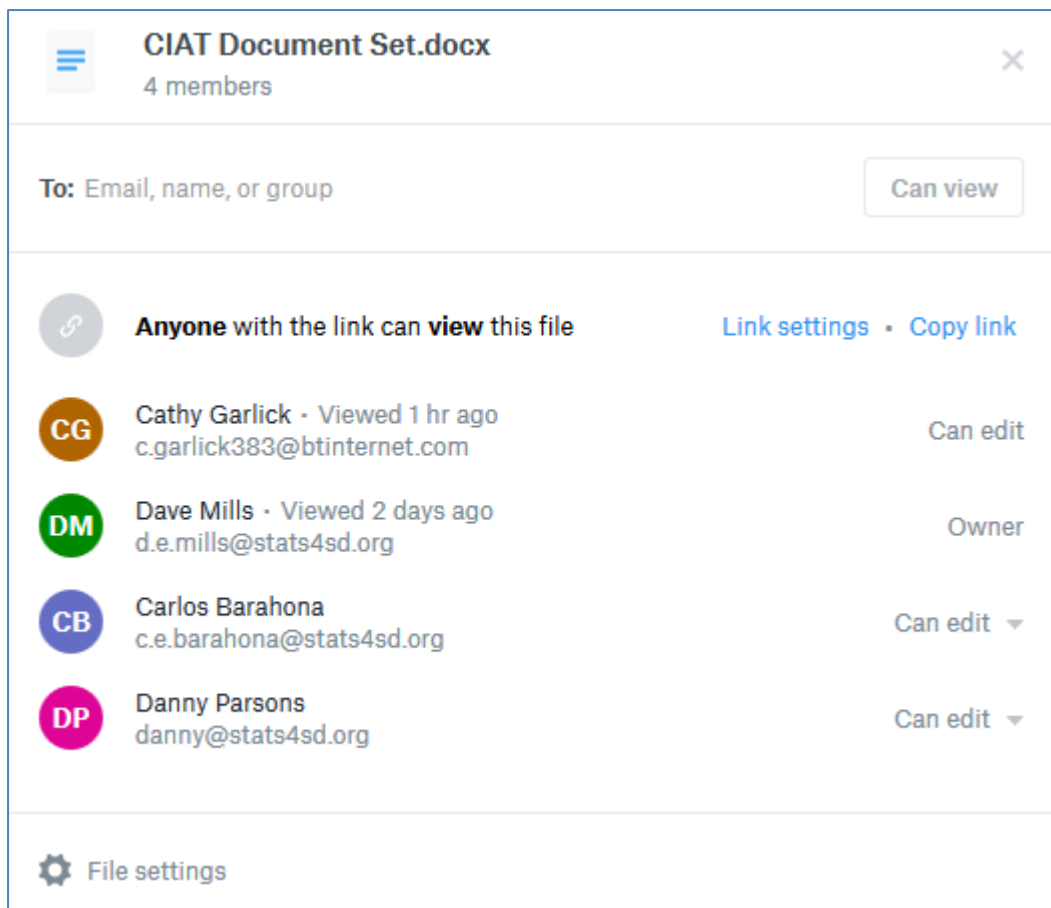 CIAT Document Set.docx
4 members
To: Email, name, or group
Can view
Anyone with the link can view this file
Link settings • Copy link
CG
Cathy Garlick • Viewed 1 hr ago
c.garlick383@btinternet.com
Can edit
DM
Dave Mills • Viewed 2 days ago
d.e.mills@stats4sd.org
Owner
CB
Carlos Barahona
c.e.barahona@stats4sd.org
Can edit
DP
Danny Parsons
danny@stats4sd.org
Can edit
File settings